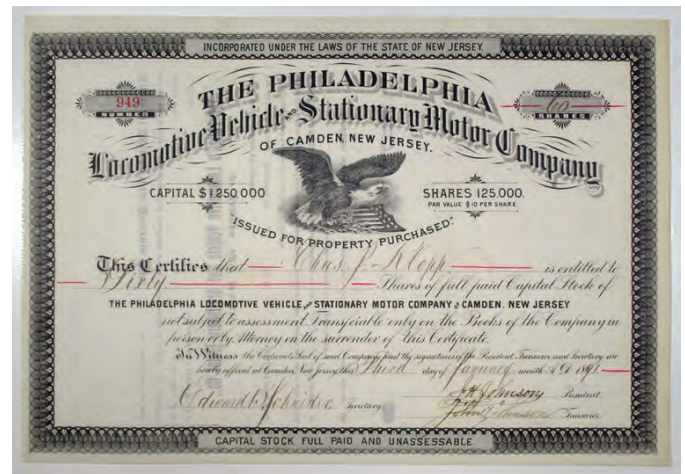 INCORPORATED UNDER THE LAWS OF THE STATE OF NEW JERSEY.
949
NUMBER
60
SHARES
THE PHILADELPHIA
Locomotive Vehicle AND Stationary Motor Company
OF CAMDEN, NEW JERSEY.
CAPITAL $1.250.000
SHARES 125.000.
PAR VALUE $10 PER SHARE.
"ISSUED FOR PROPERTY PURCHASED."
This Certifies that Chas. Klopp, is entitled to
Sixty Shares of full paid Capital Stock of
THE PHILADELPHIA LOCOMOTIVE VEHICLE, AND STATIONARY MOTOR COMPANY OF CAMDEN. NEW JERSEY
not subject to assessment Transferable only on the Books of the Company in
person or by Attorney on the surrender of this Certificate.
In Witness the Corporate Seal of said Company and the signatures of the President Treasurer and Secretary are
hereby affixed at Camden, New Jersey, this Third day of January month A.D. 189
Edward Schneider, Secretary
Johnson President
John Johnson Treasurer
CAPITAL STOCK FULL PAID AND UNASSESSABLE.